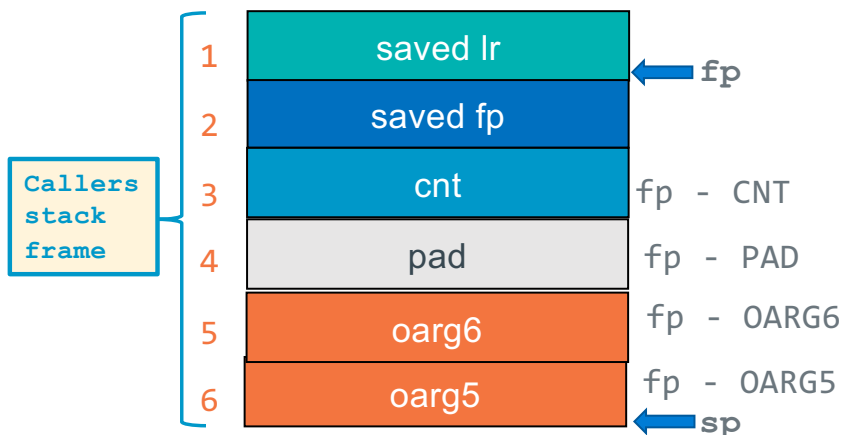 1 saved lr
fp
2 saved fp
Callers
stack
frame
3 cnt fp - CNT
4 pad fp - PAD
5 oarg6 fp - OARG6
6 oarg5 fp - OARG5
sp